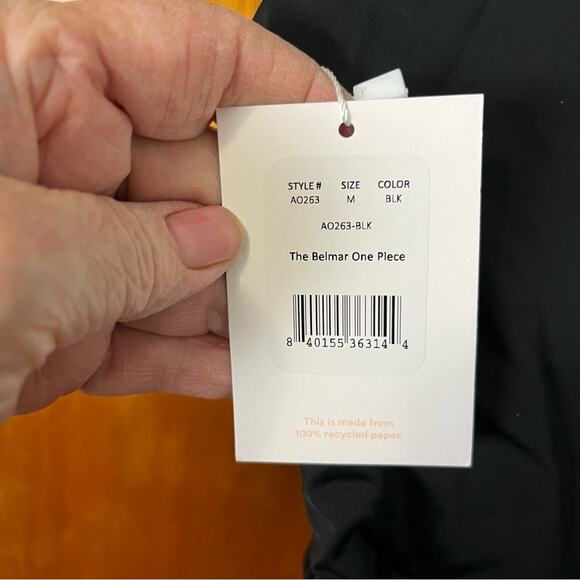 STYLE # SIZE COLOR
AO263 M BLK
AO263-BLK
The Belmar One Piece
8 40155 36314 4
This is made from
100% recycled paper.